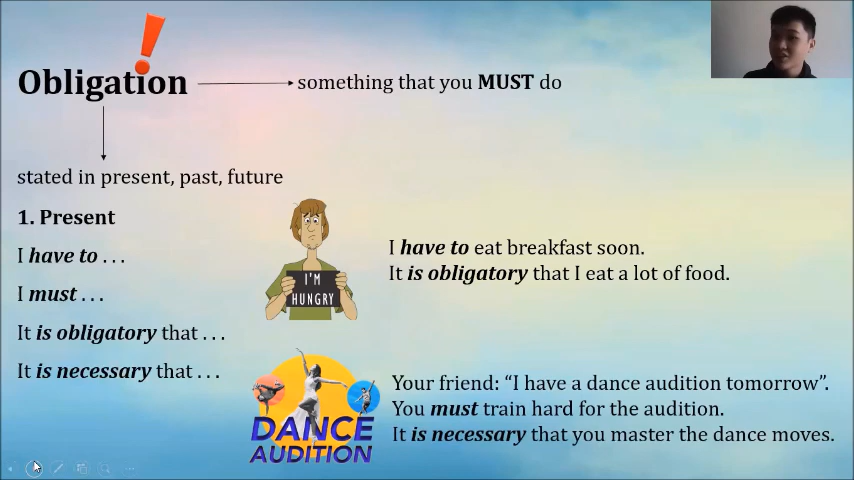 Obligation
something that you MUST do
stated in present, past, future
1. Present
I have to . . .
I must . . .
It is obligatory that . . .
It is necessary that . . .
I'M
HUNGRY
I have to eat breakfast soon.
It is obligatory that I eat a lot of food.
DANCE
AUDITION
Your friend: “I have a dance audition tomorrow”.
You must train hard for the audition.
It is necessary that you master the dance moves.